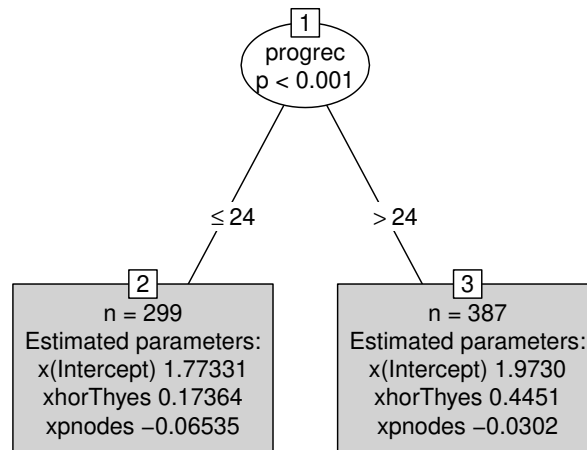 1
progrec
p < 0.001
≤ 24
> 24
2
n = 299
Estimated parameters:
x(Intercept) 1.77331
xhorThyes 0.17364
xpnodes −0.06535
3
n = 387
Estimated parameters:
x(Intercept) 1.9730
xhorThyes 0.4451
xpnodes −0.0302